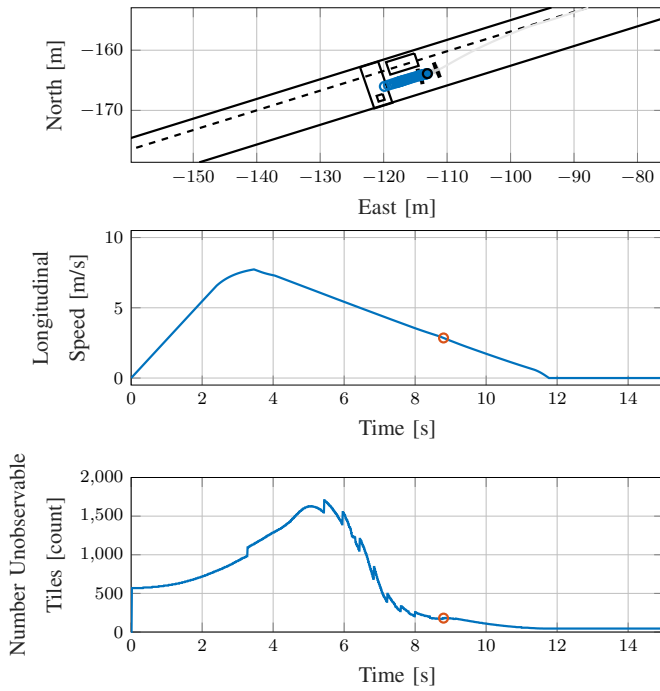 −160
−170
North [m]
−150 −140 −130 −120 −110 −100 −90 −80
East [m]
10
5
0
Longitudinal
Speed [m/s]
0 2 4 6 8 10 12 14
Time [s]
2,000
1,500
1,000
500
0
Number Unobservable
Tiles [count]
0 2 4 6 8 10 12 14
Time [s]